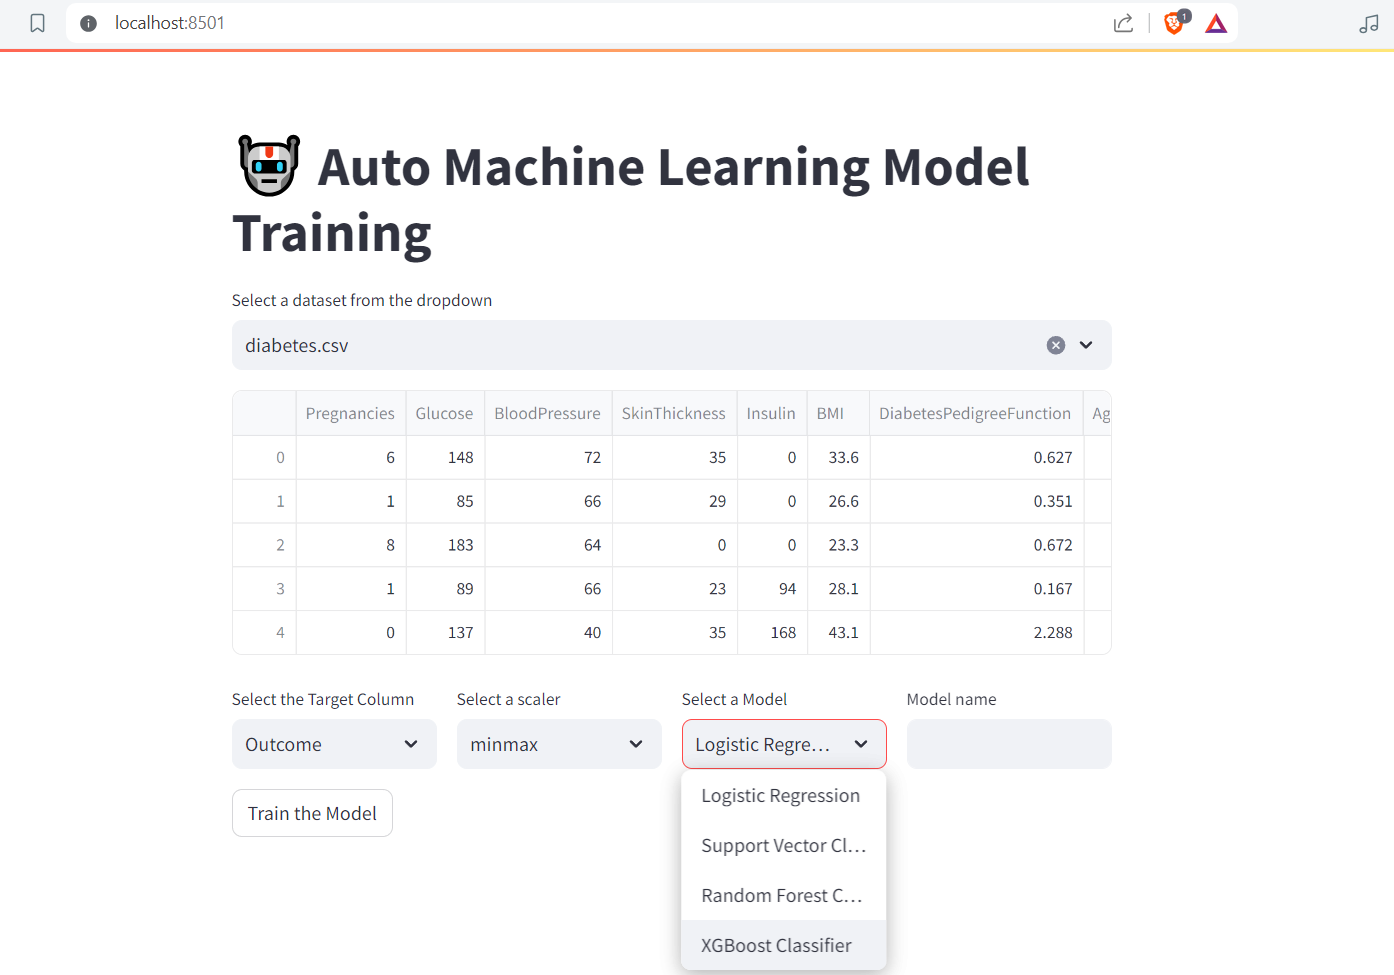 localhost:8501
1
Auto Machine Learning Model
Training
Select a dataset from the dropdown
diabetes.csv
Pregnancies Glucose BloodPressure SkinThickness Insulin BMI DiabetesPedigreeFunction Ag
0 6 148 72 35 0 33.6 0.627
1 1 85 66 29 0 26.6 0.351
2 8 183 64 0 0 23.3 0.672
3 1 89 66 23 94 28.1 0.167
4 0 137 40 35 168 43.1 2.288
Select the Target Column Select a scaler Select a Model Model name
Outcome minmax Logistic Regre...
Logistic Regression
Train the Model
Support Vector Cl...
Random Forest C...
XGBoost Classifier